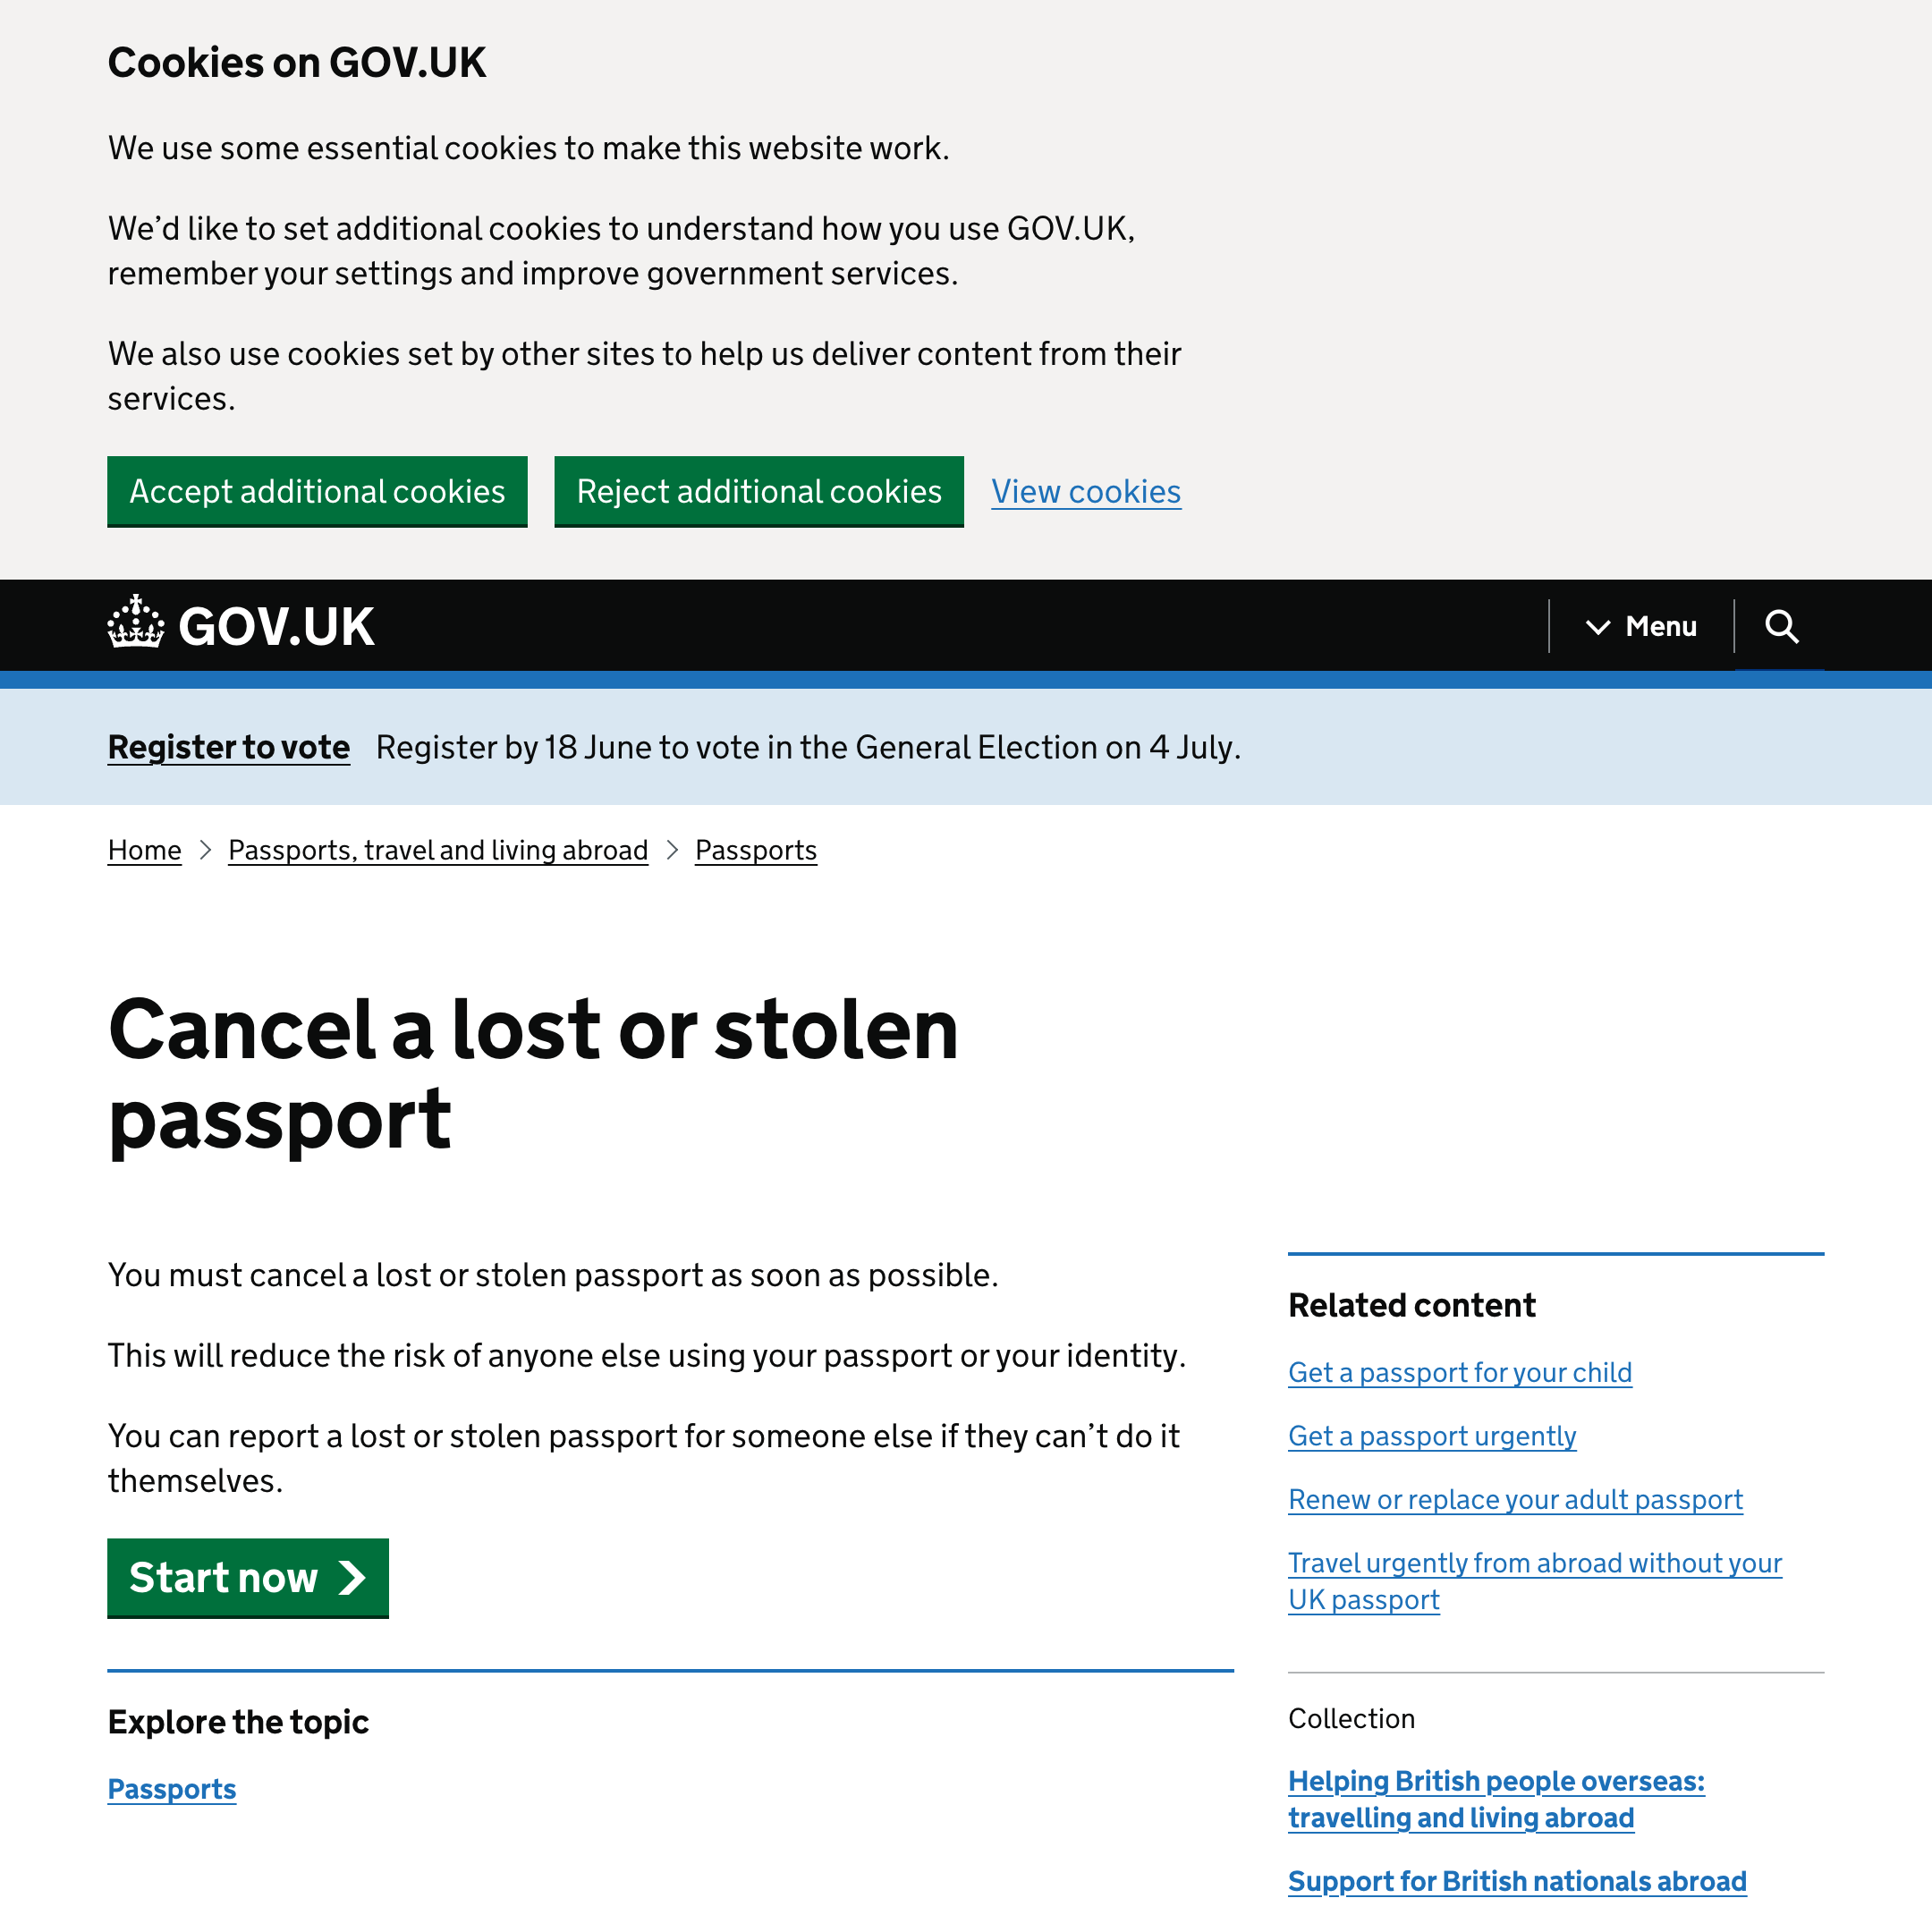 Cookies on GOV.UK
We use some essential cookies to make this website work.
We’d like to set additional cookies to understand how you use GOV.UK,
remember your settings and improve government services.
We also use cookies set by other sites to help us deliver content from their
services.
Accept additional cookies
Reject additional cookies
View cookies
GOV.UK
Menu
Register to vote Register by 18 June to vote in the General Election on 4 July.
Home
Passports, travel and living abroad
Passports
Cancel a lost or stolen
passport
You must cancel a lost or stolen passport as soon as possible.
This will reduce the risk of anyone else using your passport or your identity.
You can report a lost or stolen passport for someone else if they can’t do it
themselves.
Start now
Explore the topic
Passports
Related content
Get a passport for your child
Get a passport urgently
Renew or replace your adult passport
Travel urgently from abroad without your
UK passport
Collection
Helping British people overseas:
travelling and living abroad
Support for British nationals abroad